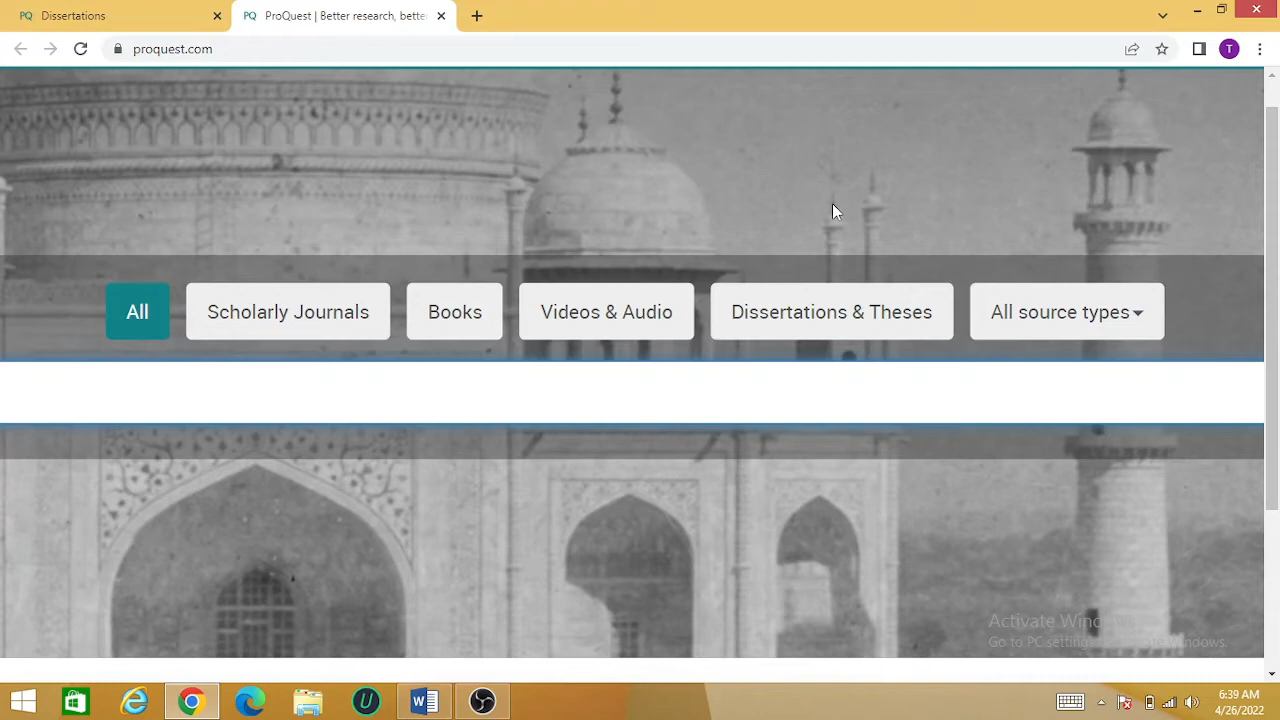 Dissertations
ProQuest | Better research, bette
proquest.com
T
All
Scholarly Journals
Books
Videos & Audio
Dissertations & Theses
All source types
Activate Windows
Go to PC settings to activate Windows.
6:39 AM
4/26/2022